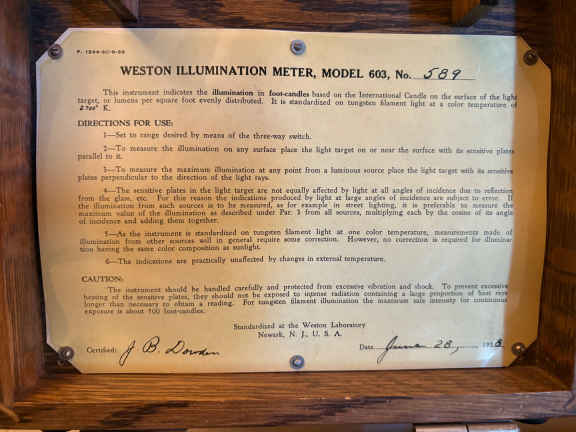 WESTON ILLUMINATION METER, MODEL 603, No. 589
This instrument indicates the illumination in foot-candles based on the International Candle on the surface of the light
target, or lumens per square foot evenly distributed. It is standardized on tungsten filament light at a color temperature of
2700° K.
DIRECTIONS FOR USE:
1—Set to range desired by means of the three-way switch.
2—To measure the illumination on any surface place the light target on or near the surface with its sensitive plates
parallel to it.
3—To measure the maximum illumination at any point from a luminous source place the light target with its sensitive
plates perpendicular to the direction of the light rays.
4—The sensitive plates in the light target are not equally affected by light at all angles of incidence due to reflection
from the glass, etc. For this reason the indications produced by light at large angles of incidence are subject to error. If
the illumination from such sources is to be measured, as for example in street lighting, it is preferable to measure the
maximum value of the illumination as described under Par. 3 from all sources, multiplying each by the cosine of its angle
of incidence and adding them together.
5—As the instrument is standardized on tungsten filament light at one color temperature, measurements made of
illumination from other sources will in general require some correction. However, no correction is required for illumina-
tion having the same color composition as sunlight.
6—The indications are practically unaffected by changes in external temperature.
CAUTION:
The instrument should be handled carefully and protected from excessive vibration and shock. To prevent excessive
heating of the sensitive plates, they should not be exposed to intense radiation containing a large proportion of heat rays
longer than necessary to obtain a reading. For tungsten filament illumination the maximum safe intensity for continuous
exposure is about 300 foot-candles.
Standardized at the Weston Laboratory
Newark, N. J., U. S. A.
Certified: J. B. Dowden Date 28, 193